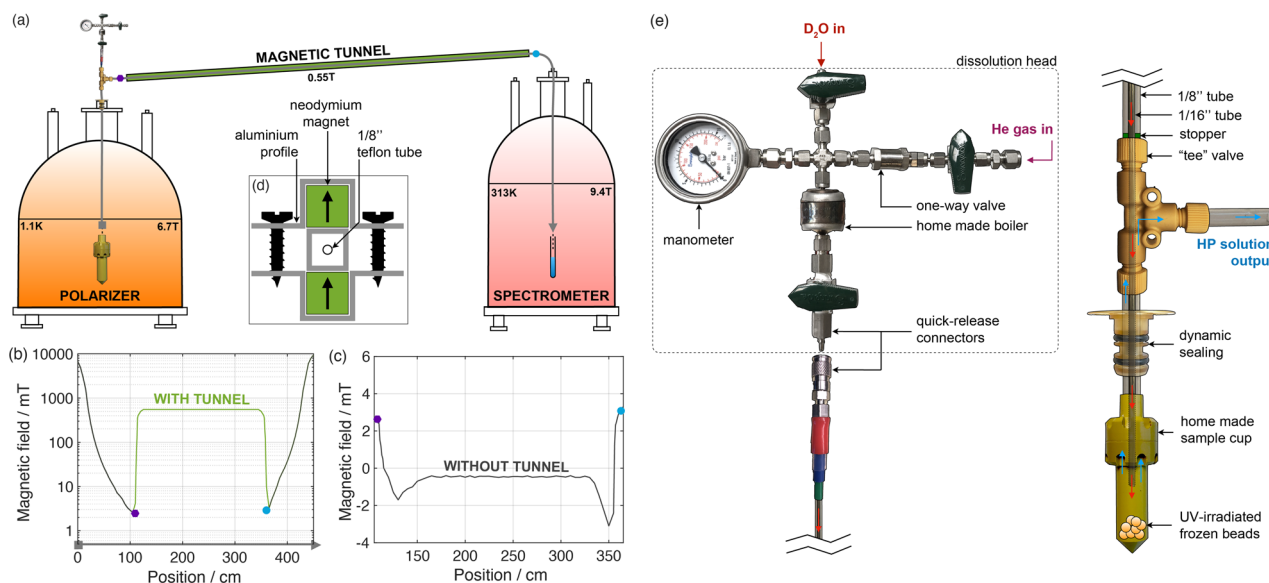 (a)
MAGNETIC TUNNEL
0.55T
neodymium
magnet
aluminium
profile
1/8’’
teflon tube
(d)
1.1K
6.7T
POLARIZER
313K
9.4T
SPECTROMETER
(b)
10000
1000
100
10
1
Magnetic field / mT
WITH TUNNEL
0
100
200
300
400
Position / cm
(c)
6
4
2
0
-2
-4
Magnetic field / mT
WITHOUT TUNNEL
150
200
250
300
350
Position / cm
(e)
D2O in
dissolution head
He gas in
one-way valve
home made boiler
manometer
quick-release
connectors
1/8’’ tube
1/16’’ tube
stopper
“tee” valve
HP solution
output
dynamic
sealing
home made
sample cup
UV-irradiated
frozen beads